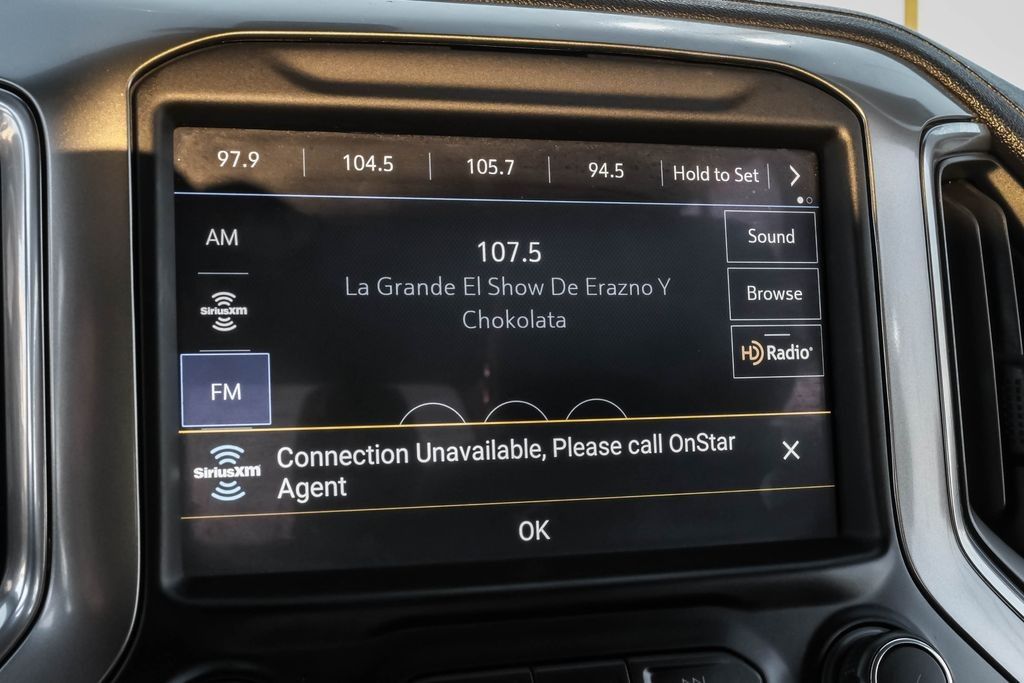 97.9 104.5 105.7 94.5 Hold to Set
AM
107.5
Sound
La Grande El Show De Erazno Y
Chokolata
Browse
SiriusXM
HD Radio®
FM
SiriusXM
Connection Unavailable, Please call OnStar
Agent
OK